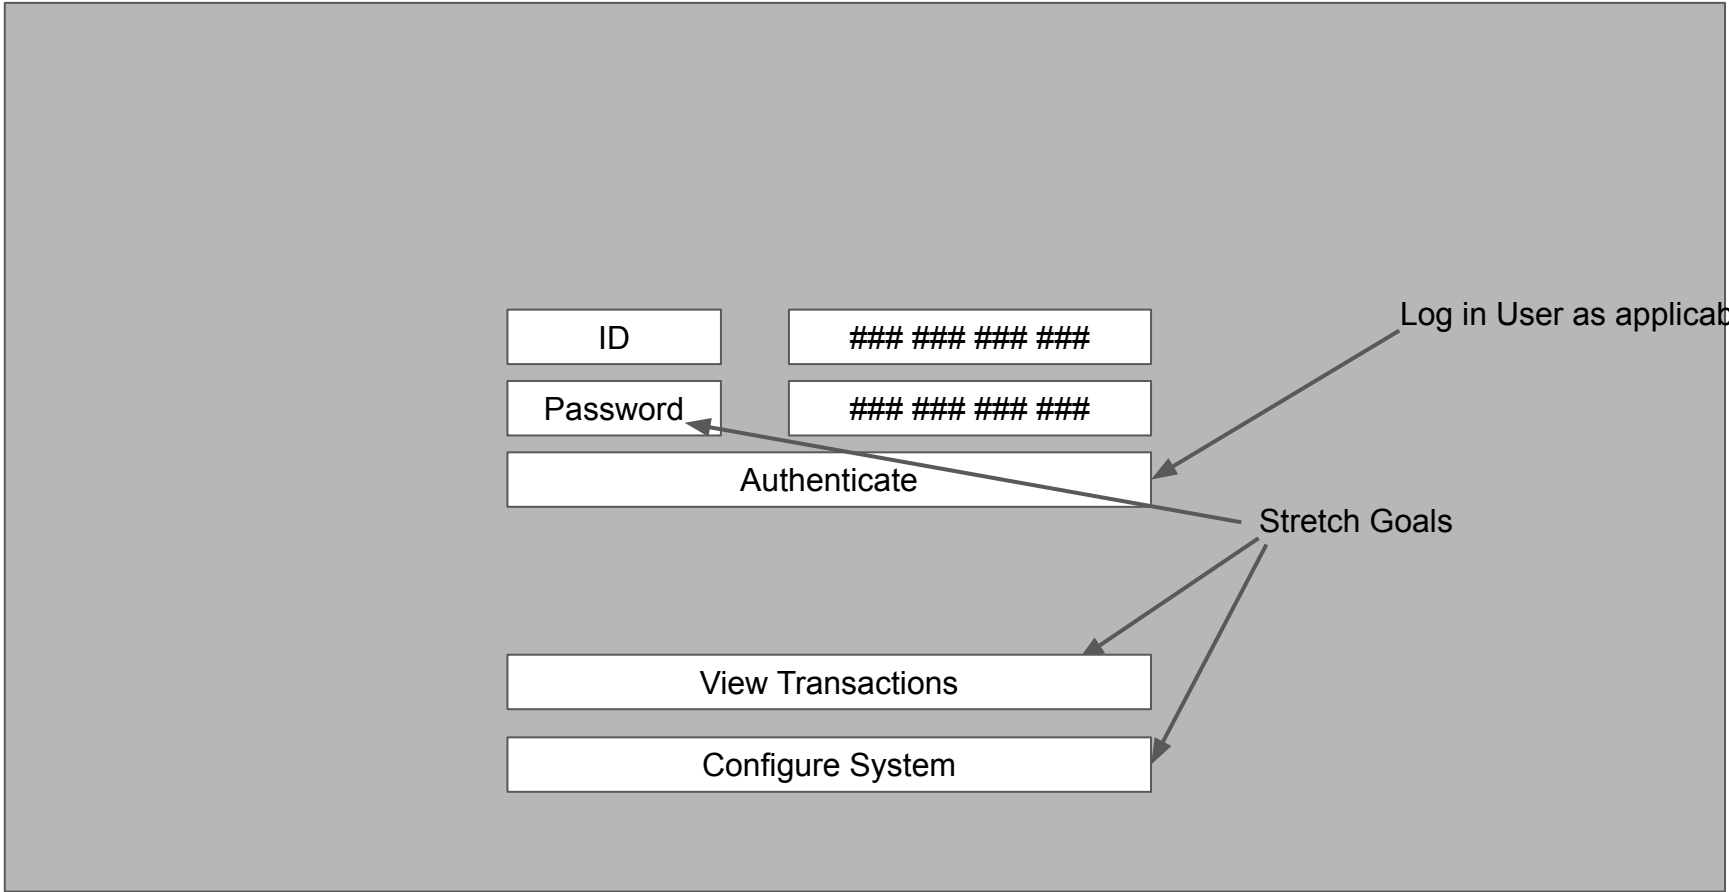 Log in User as applicab
ID ### ### ### ###
Password ### ### ### ###
Authenticate
Stretch Goals
View Transactions
Configure System